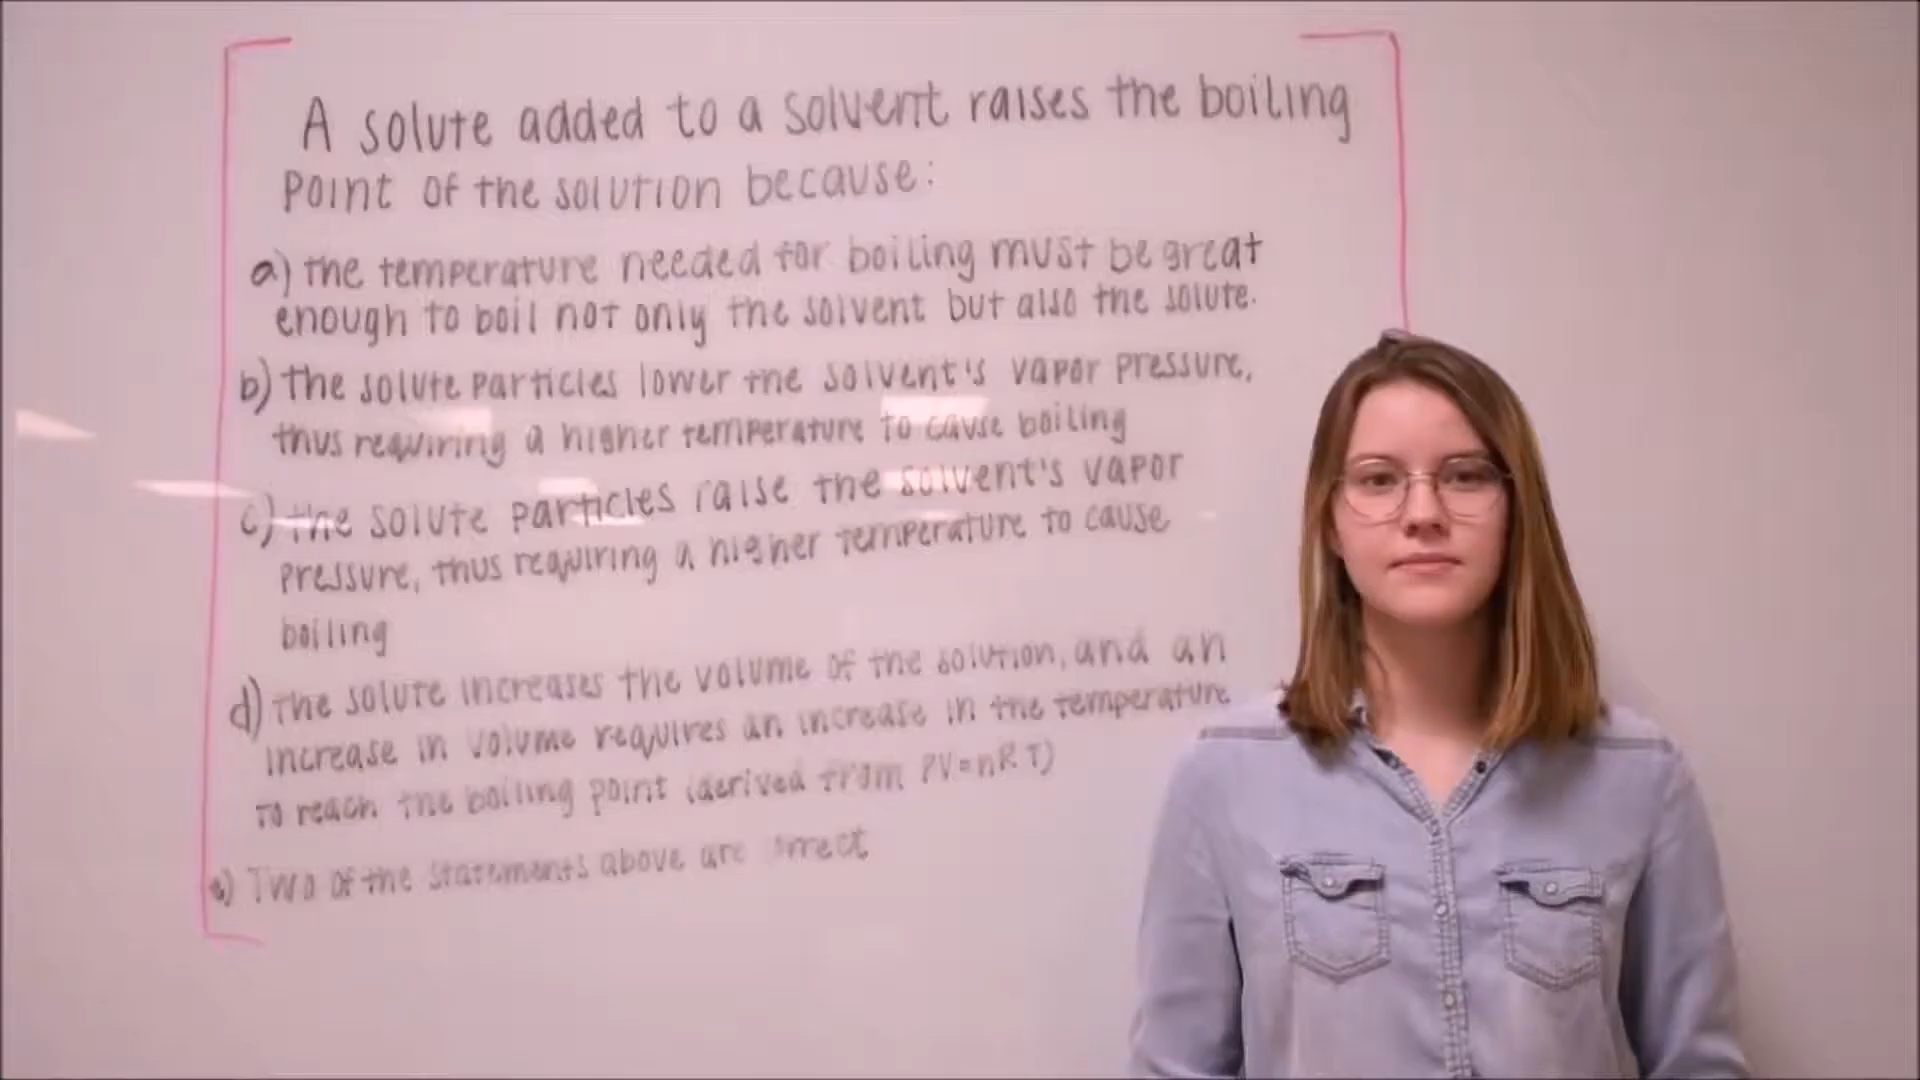 A solute added to a solvent raises the boiling
point of the solution because:
a) the temperature needed for boiling must be great
enough to boil not only the solvent but also the solute.
b) the solute particles lower the solvent's vapor pressure,
thus requiring a higher temperature to cause boiling
c) the solute particles raise the solvent's vapor
pressure, thus requiring a higher temperature to cause
boiling
d) the solute increases the volume of the solution, and an
increase in volume requires an increase in the temperature
to reach the boiling point (derived from PV=nRT)
e) Two of the statements above are correct